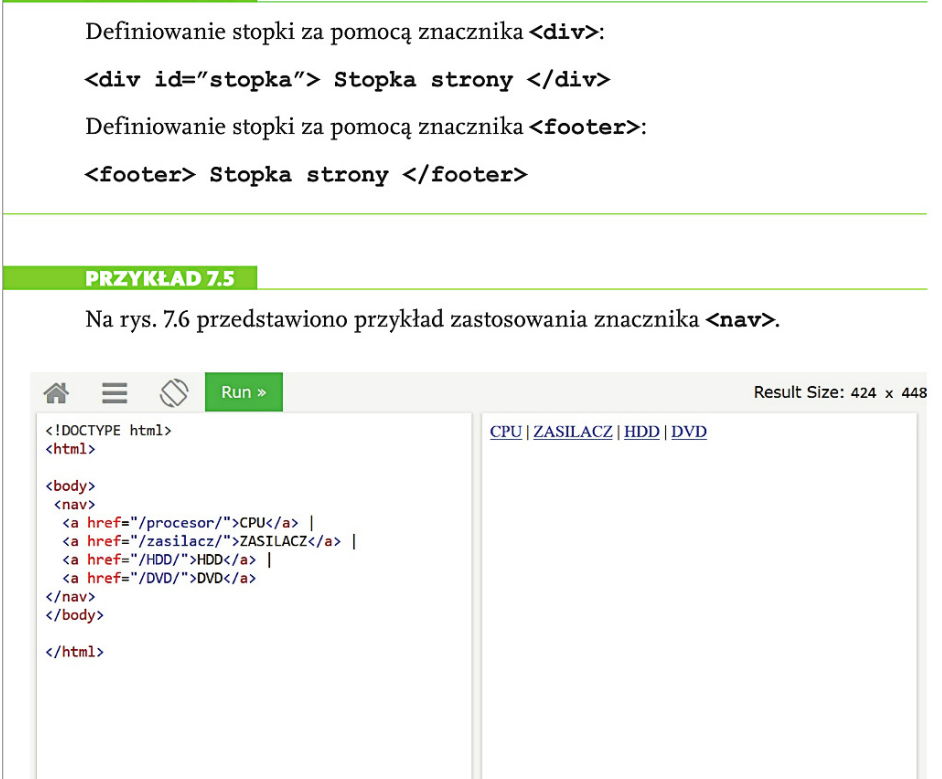 Definiowanie stopki za pomocą znacznika <div>:
<div id=”stopka”> Stopka strony </div>
Definiowanie stopki za pomocą znacznika <footer>:
<footer> Stopka strony </footer>
PRZYKŁAD 7.5
Na rys. 7.6 przedstawiono przykład zastosowania znacznika <nav>.
Run »
Result Size: 424 x 448
<!DOCTYPE html>
<html>
<body>
<nav>
<a href="/procesor/">CPU</a> |
<a href="/zasilacz/">ZASILACZ</a> |
<a href="/HDD/">HDD</a> |
<a href="/DVD/">DVD</a>
</nav>
</body>
</html>
CPU | ZASILACZ | HDD | DVD